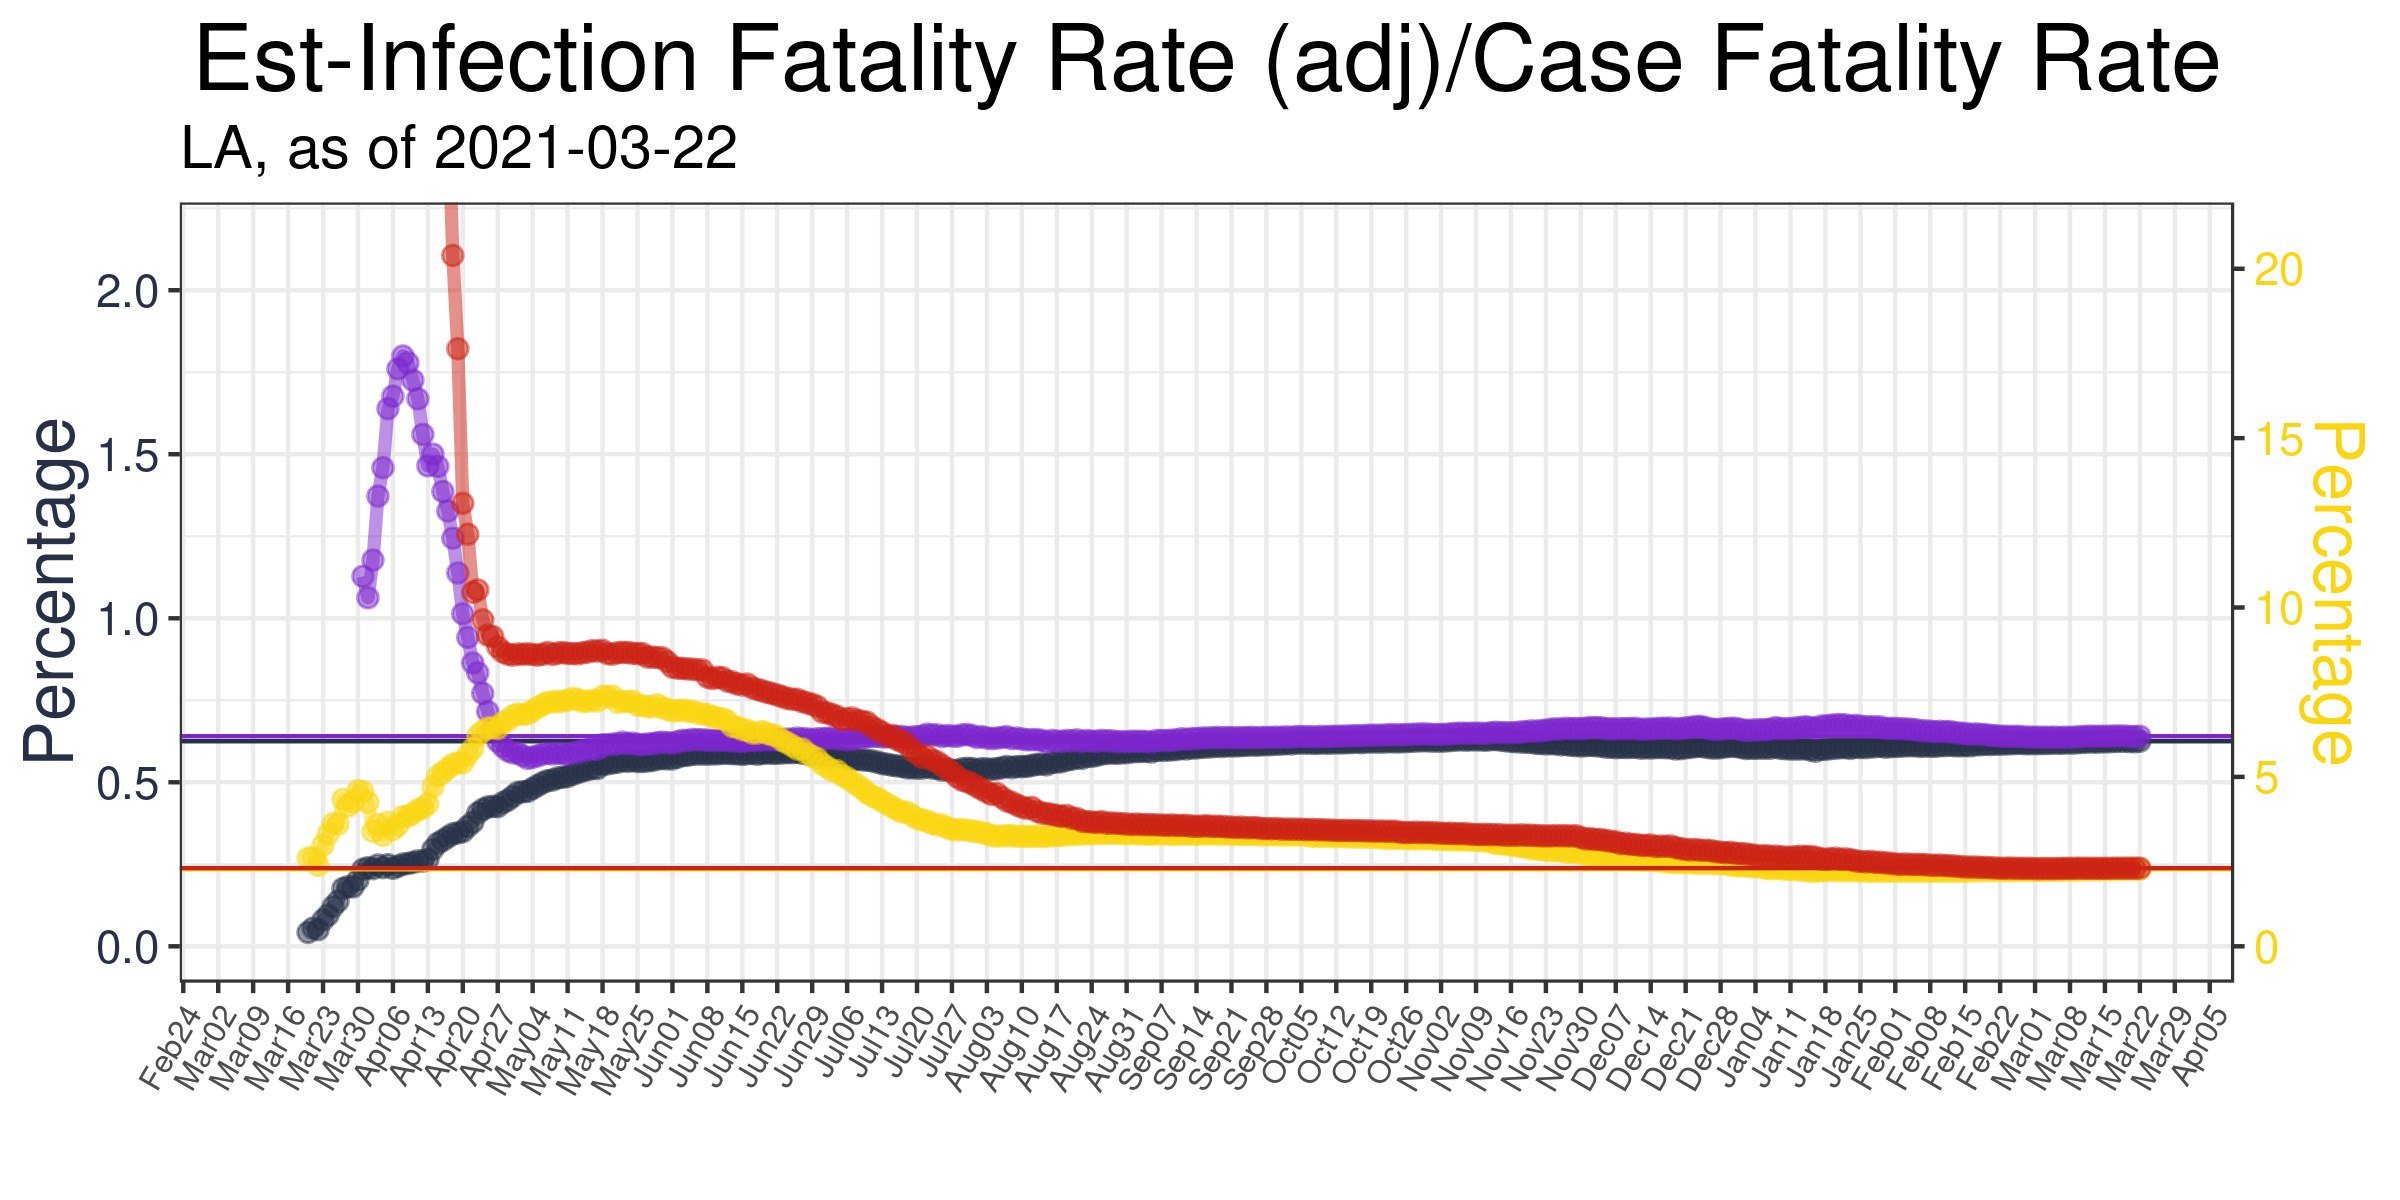 Est-Infection Fatality Rate (adj)/Case Fatality Rate
LA, as of 2021-03-22
Percentage
2.0
1.5
1.0
0.5
0.0
20
15
10
5
0
Percentage
Feb24
Mar02
Mar09
Mar16
Mar23
Mar30
Apr06
Apr13
Apr20
Apr27
May04
May11
May18
May25
Jun01
Jun08
Jun15
Jun22
Jun29
Jul06
Jul13
Jul20
Jul27
Aug03
Aug10
Aug17
Aug24
Aug31
Sep07
Sep14
Sep21
Sep28
Oct05
Oct12
Oct19
Oct26
Nov02
Nov09
Nov16
Nov23
Nov30
Dec07
Dec14
Dec21
Dec28
Jan04
Jan11
Jan18
Jan25
Feb01
Feb08
Feb15
Feb22
Mar01
Mar08
Mar15
Mar22
Mar29
Apr05